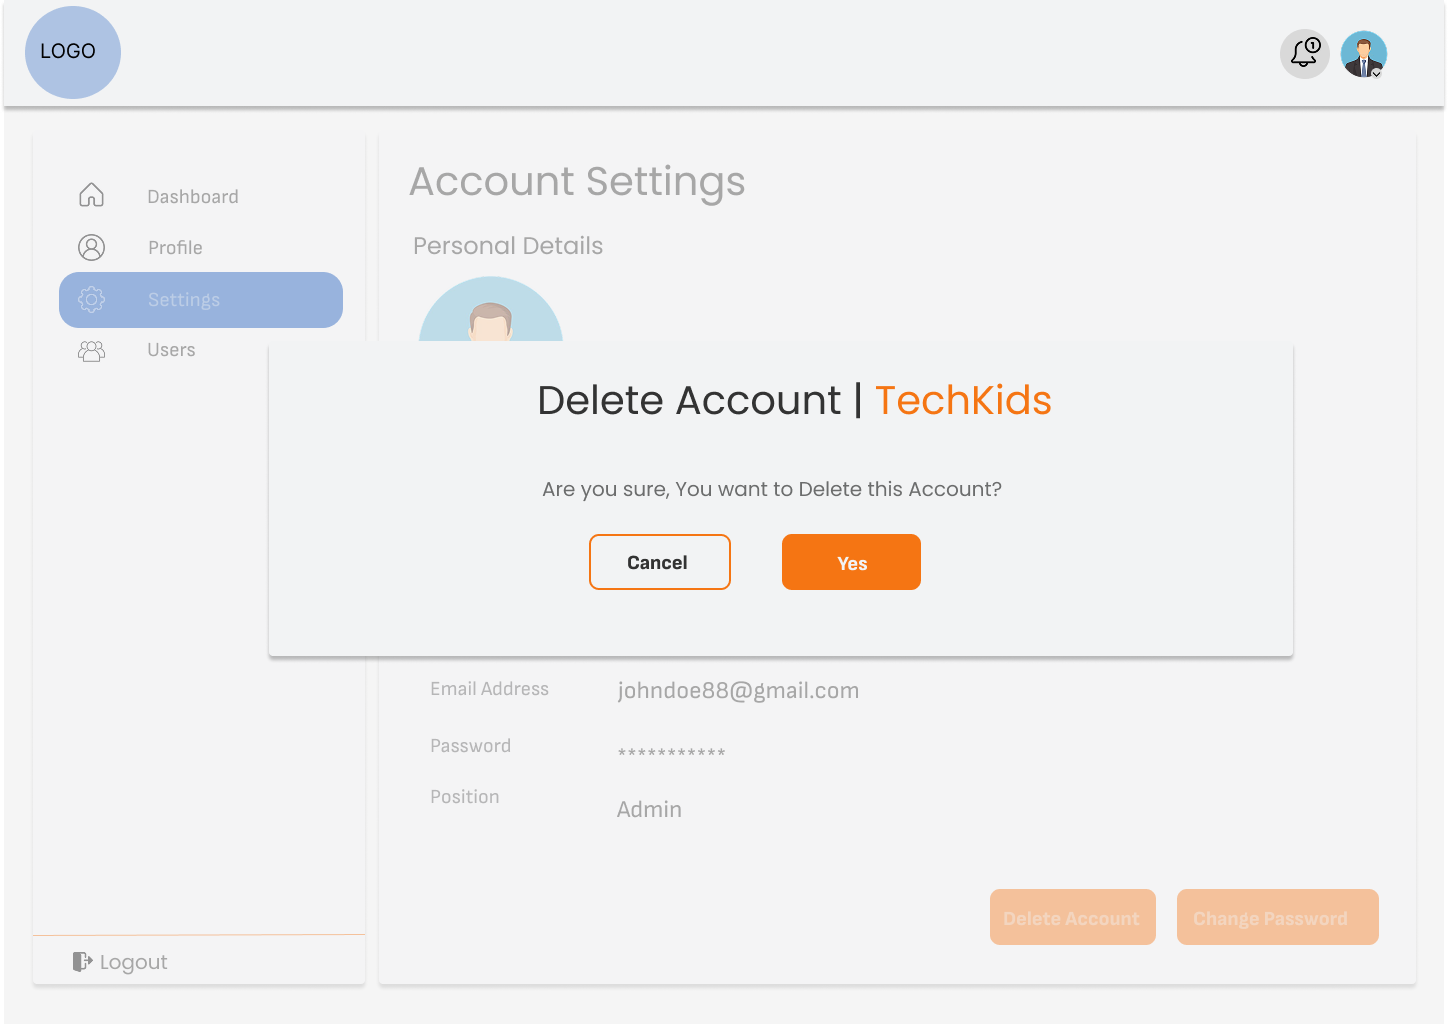 LOGO
1
Dashboard
Profile
Settings
Users
Logout
Account Settings
Personal Details
Delete Account | TechKids
Are you sure, You want to Delete this Account?
Cancel
Yes
Email Address
johndoe88@gmail.com
Password
***********
Position
Admin
Delete Account
Change Password